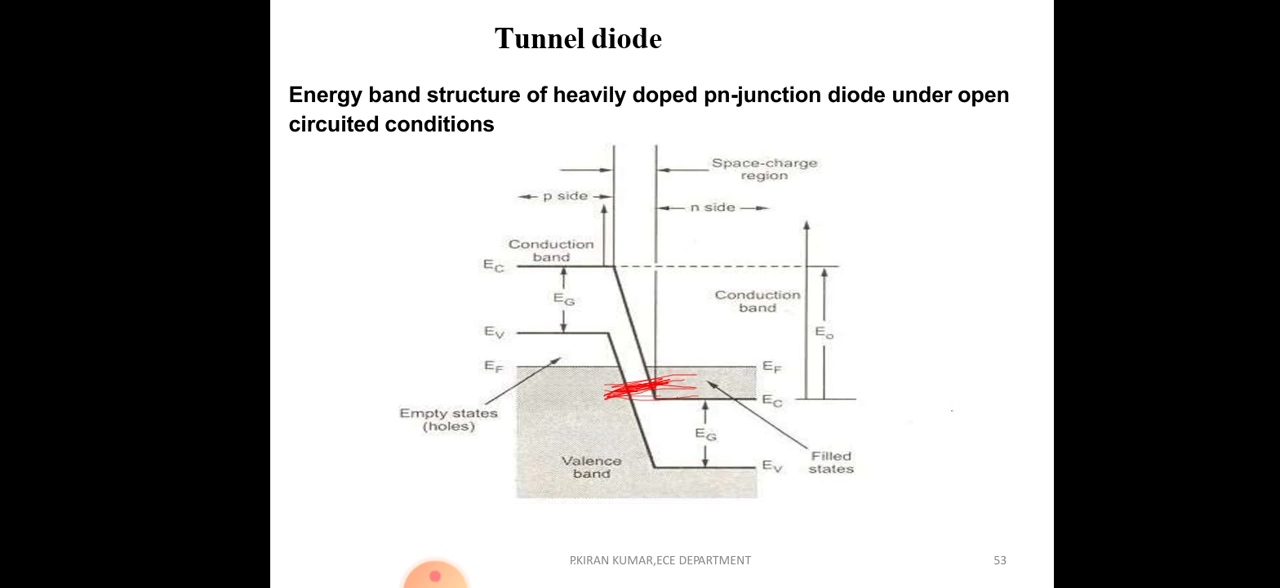 Tunnel diode
Energy band structure of heavily doped pn-junction diode under open
circuited conditions
Space-charge
region
p side
n side
Conduction
band
EC
EG
Conduction
band
EV
Eo
EF
EF
EC
Empty states
(holes)
EG
Valence
band
EV
Filled
states
P.KIRAN KUMAR,ECE DEPARTMENT
53